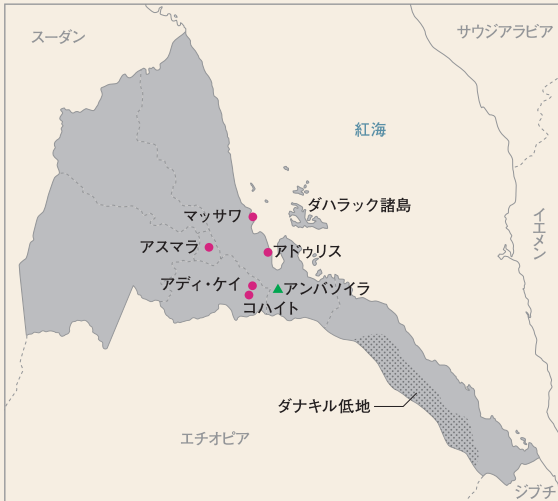 スーダン
サウジアラビア
紅海
ダハラック諸島
マッサワ
イエメン
アスマラ
アドゥリス
アディ・ケイ
アンバソイラ
コハイト
ダナキル低地
エチオピア
ジブチ